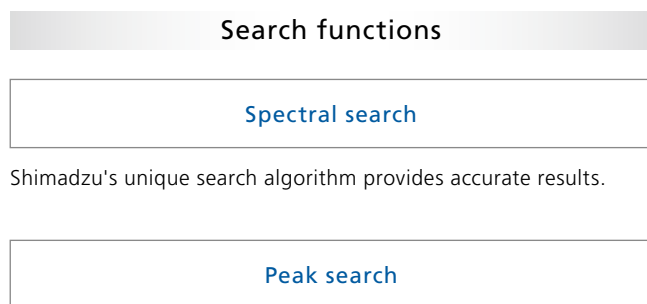 Search functions
Spectral search
Shimadzu's unique search algorithm provides accurate results.
Peak search